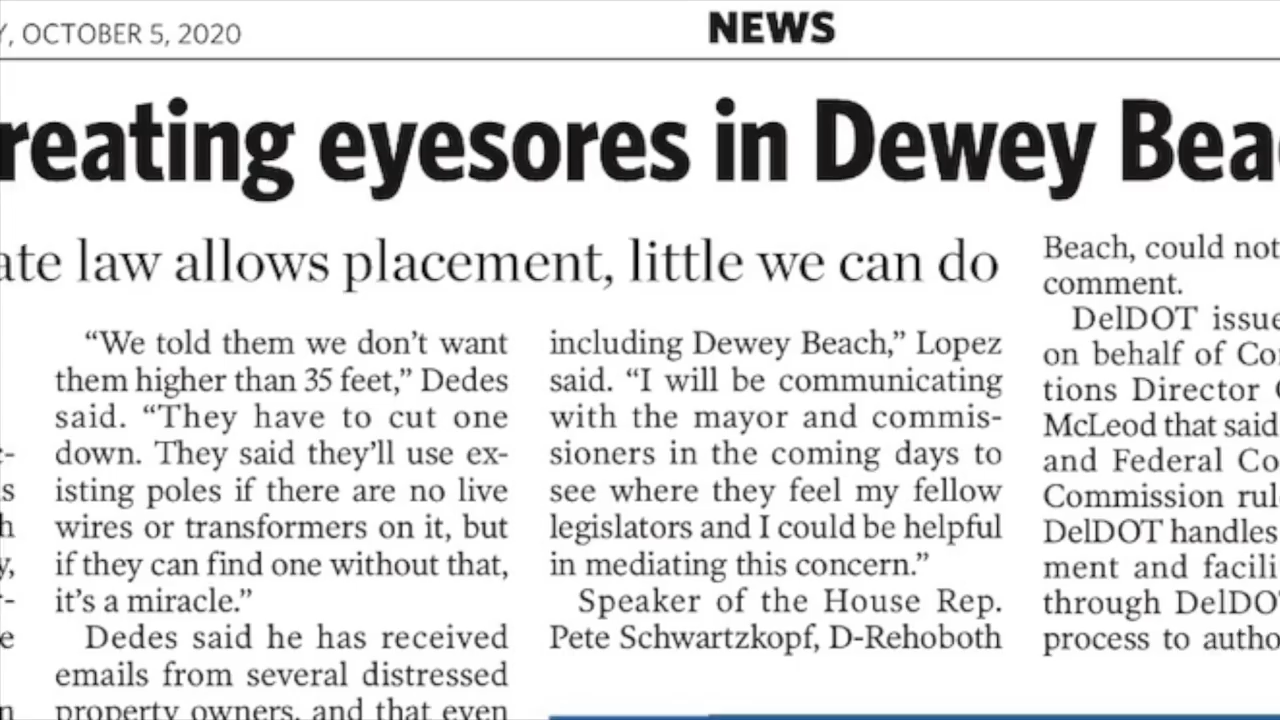 Y, OCTOBER 5, 2020
NEWS
reating eyesores in Dewey Bea
ate law allows placement, little we can do
“We told them we don’t want
them higher than 35 feet,” Dedes
said. “They have to cut one
down. They said they’ll use ex-
isting poles if there are no live
wires or transformers on it, but
if they can find one without that,
it’s a miracle.”
Dedes said he has received
emails from several distressed
property owners, and that even
including Dewey Beach,” Lopez
said. “I will be communicating
with the mayor and commis-
sioners in the coming days to
see where they feel my fellow
legislators and I could be helpful
in mediating this concern.”
Speaker of the House Rep.
Pete Schwartzkopf, D-Rehoboth
Beach, could not
comment.
DelDOT issue
on behalf of Co
tions Director
McLeod that said
and Federal Co
Commission rul
DelDOT handles
ment and facili
through DelDO
process to autho